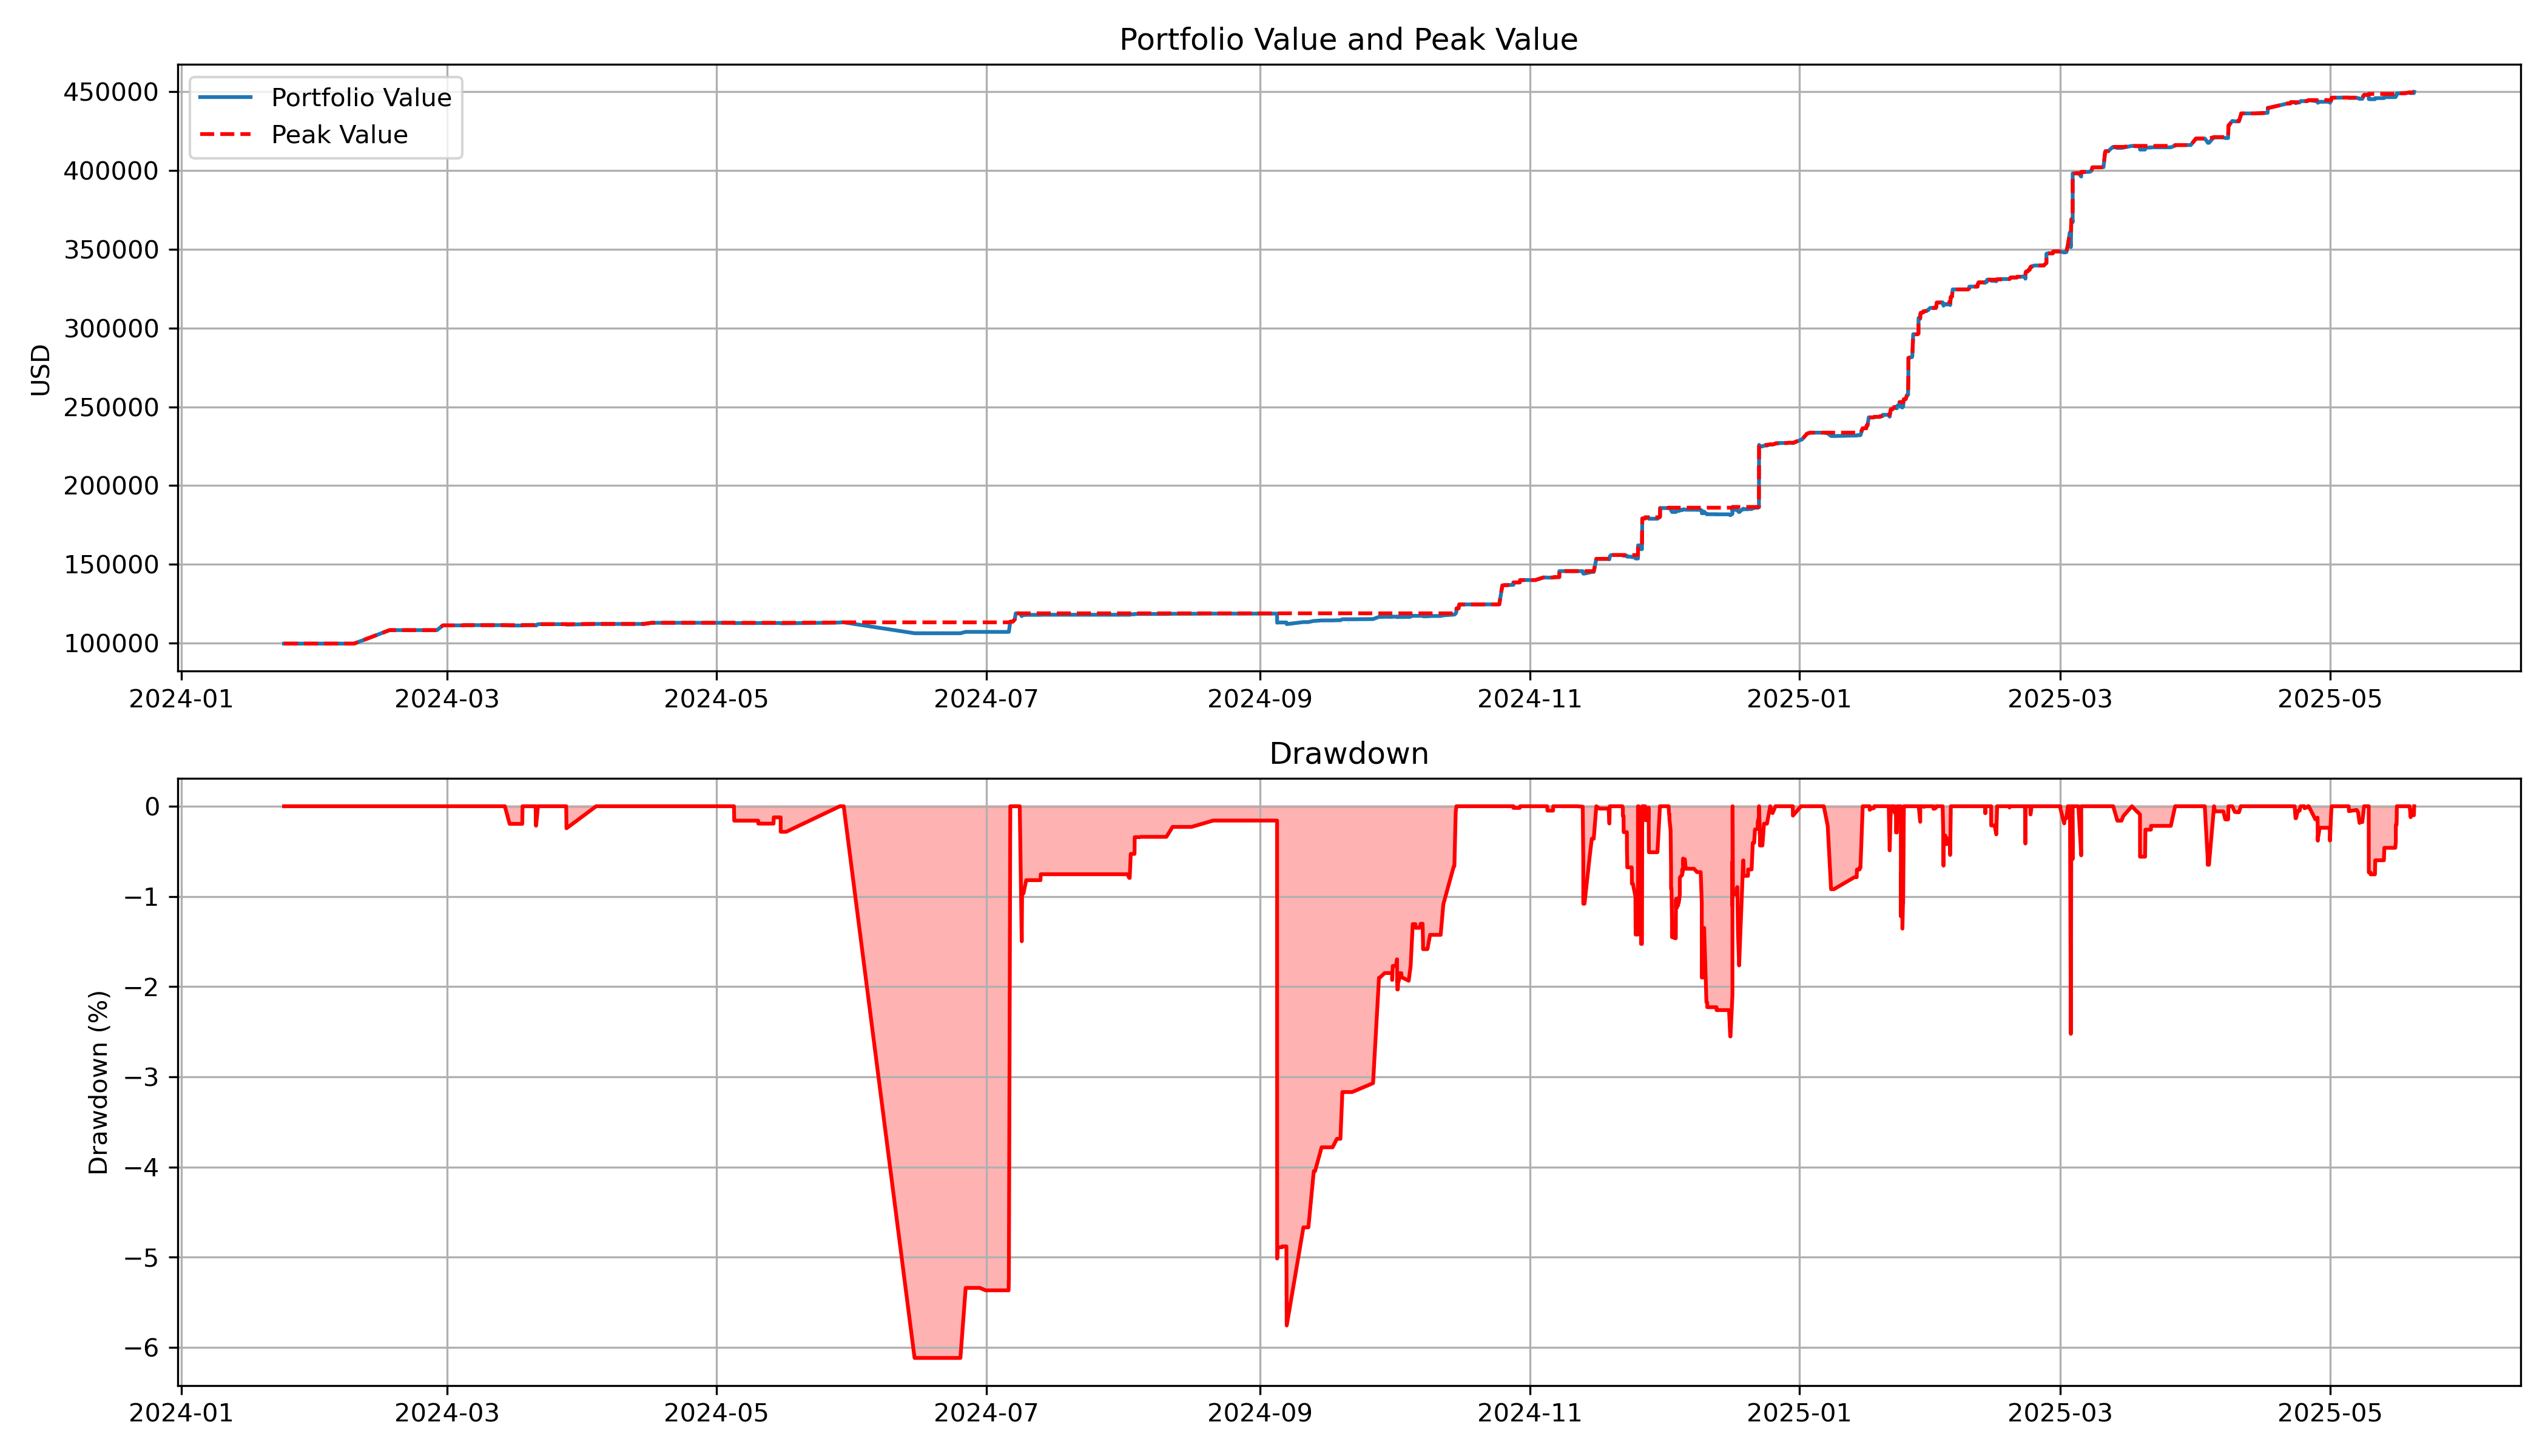 Portfolio Value and Peak Value
Portfolio Value
Peak Value
USD
450000
400000
350000
300000
250000
200000
150000
100000
2024-01 2024-03 2024-05 2024-07 2024-09 2024-11 2025-01 2025-03 2025-05
Drawdown
Drawdown (%)
0
−1
−2
−3
−4
−5
−6
2024-01 2024-03 2024-05 2024-07 2024-09 2024-11 2025-01 2025-03 2025-05